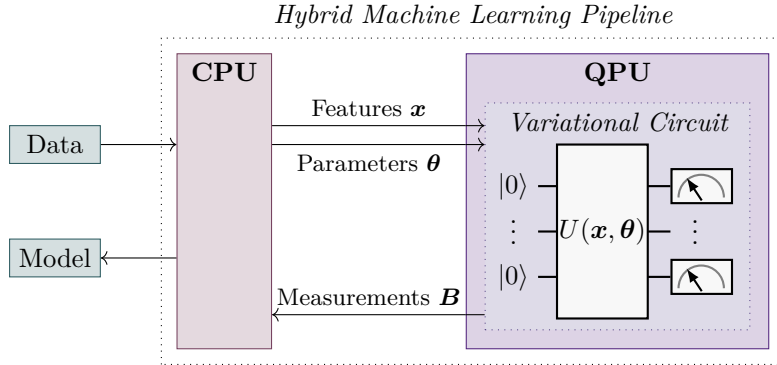 Hybrid Machine Learning Pipeline
CPU
QPU
Features x
Variational Circuit
Data
Parameters θ
|0⟩
⋮ U(x, θ) ⋮
Model
|0⟩
Measurements B